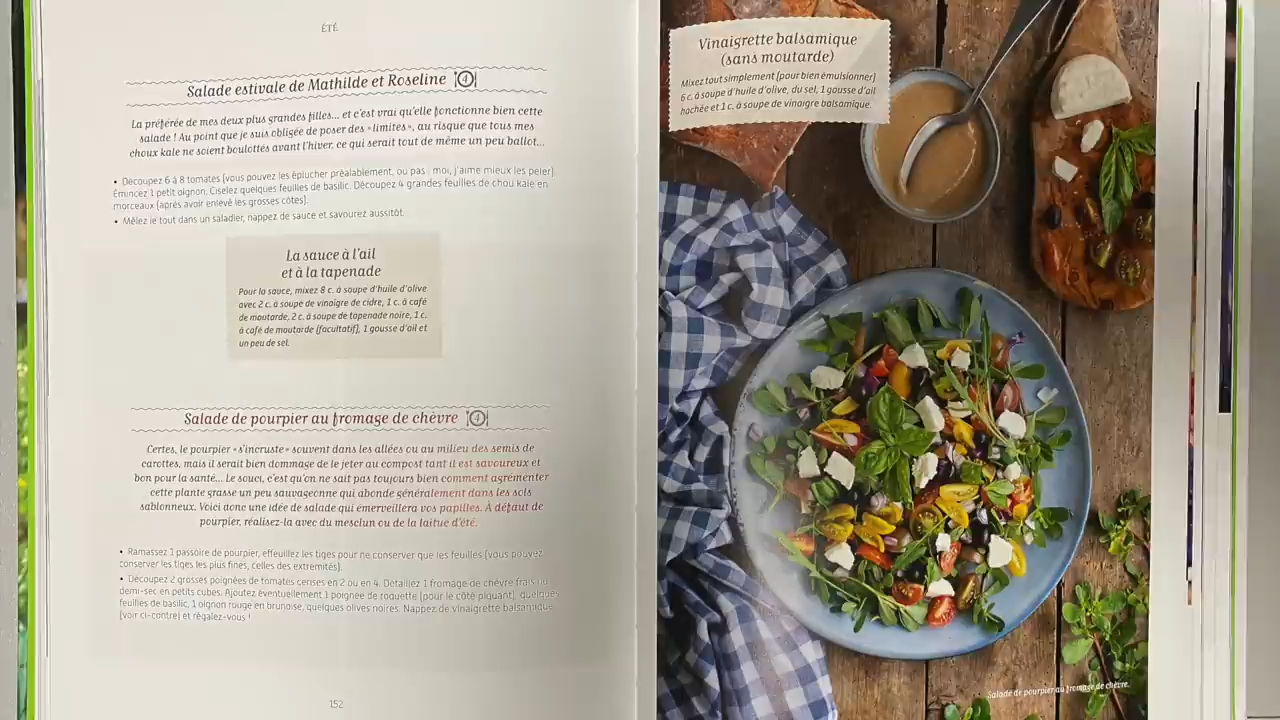 ÉTÉ
Salade estivale de Mathilde et Roseline 4
La préférée de mes deux plus grandes filles... et c'est vrai qu'elle fonctionne bien cette
salade ! Au point que je suis obligée de poser des « limites », au risque que tous mes
choux kale ne soient boulottés avant l'hiver, ce qui serait tout de même un peu ballot...
• Découpez 6 à 8 tomates (vous pouvez les éplucher préalablement, ou pas : moi, j'aime mieux les peler).
Émincez 1 petit oignon. Ciselez quelques feuilles de basilic. Découpez 4 grandes feuilles de chou kale en
morceaux (après avoir enlevé les grosses côtes).
• Mêlez le tout dans un saladier, nappez de sauce et savourez aussitôt.
La sauce à l'ail
et à la tapenade
Pour la sauce, mixez 8 c. à soupe d'huile d'olive
avec 2 c. à soupe de vinaigre de cidre, 1 c. à café
de moutarde, 2 c. à soupe de tapenade noire, 1 c.
à café de moutarde (facultatif), 1 gousse d'ail et
un peu de sel.
Salade de pourpier au fromage de chèvre 4
Certes, le pourpier « s'incruste » souvent dans les allées ou au milieu des semis de
carottes, mais il serait bien dommage de le jeter au compost tant il est savoureux et
bon pour la santé... Le souci, c'est qu'on ne sait pas toujours bien comment agrémenter
cette plante grasse un peu sauvageonne qui abonde généralement dans les sols
sablonneux. Voici donc une idée de salade qui émerveillera vos papilles. À défaut de
pourpier, réalisez-la avec du mesclun ou de la laitue d'été.
• Ramassez 1 passoire de pourpier, effeuillez les tiges pour ne conserver que les feuilles (vous pouvez
conserver les tiges les plus fines, celles des extrémités).
• Découpez 2 grosses poignées de tomates cerises en 2 ou en 4. Détaillez 1 fromage de chèvre frais ou
demi-sec en petits cubes. Ajoutez éventuellement 1 poignée de roquette (pour le côté piquant), quelques
feuilles de basilic, 1 oignon rouge en brunoise, quelques olives noires. Nappez de vinaigrette balsamique
(voir ci-contre) et régalez-vous !
152
Vinaigrette balsamique
(sans moutarde)
Mixez tout simplement (pour bien émulsionner)
6 c. à soupe d'huile d'olive, du sel, 1 gousse d'ail
hachée et 1 c. à soupe de vinaigre balsamique.
Salade de pourpier au fromage de chèvre.